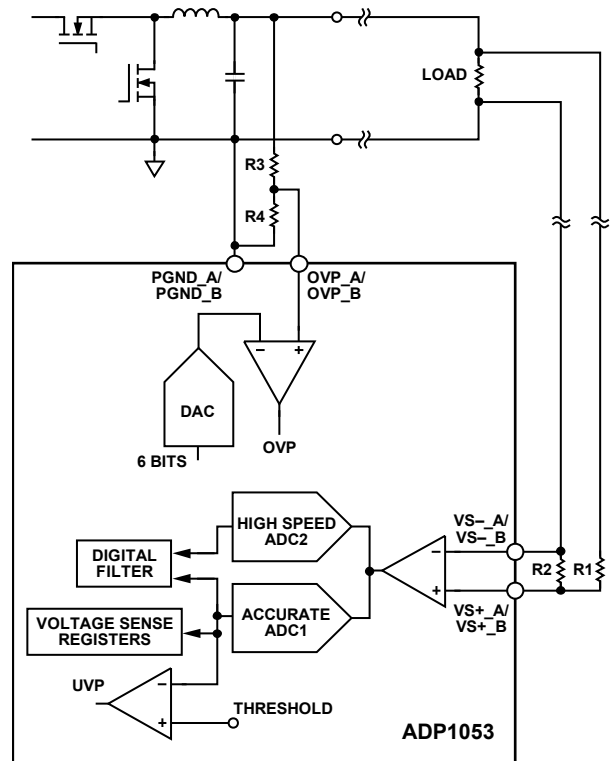 LOAD
R3
R4
PGND_A/
PGND_B
OVP_A/
OVP_B
–
+
DAC
6 BITS
OVP
HIGH SPEED
ADC2
VS–_A/
VS–_B
–
DIGITAL
FILTER
R2
R1
ACCURATE
ADC1
+
VS+_A/
VS+_B
VOLTAGE SENSE
REGISTERS
UVP
–
+
THRESHOLD
ADP1053